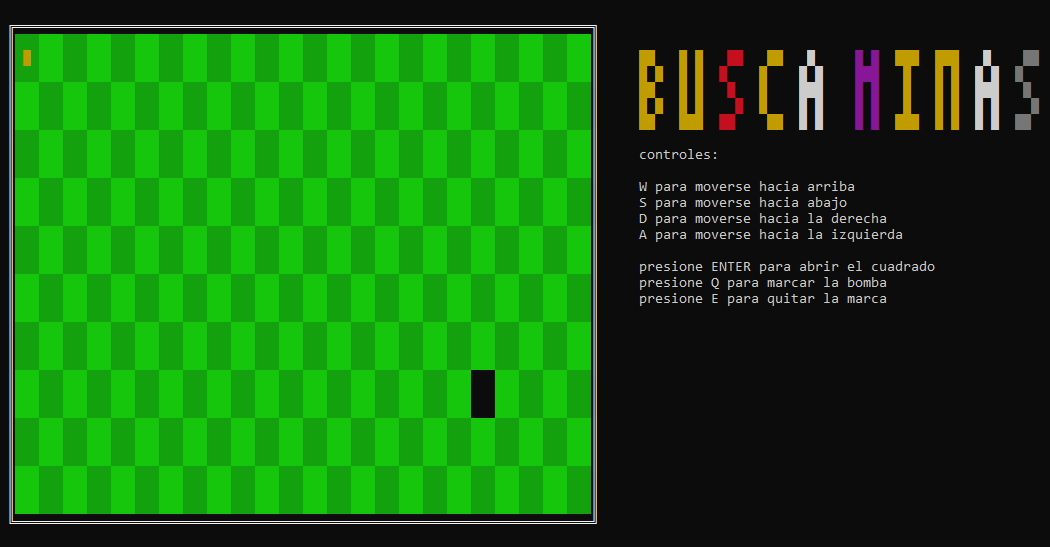 BUSCA MINAS
controles:
W para moverse hacia arriba
S para moverse hacia abajo
D para moverse hacia la derecha
A para moverse hacia la izquierda
presione ENTER para abrir el cuadrado
presione Q para marcar la bomba
presione E para quitar la marca